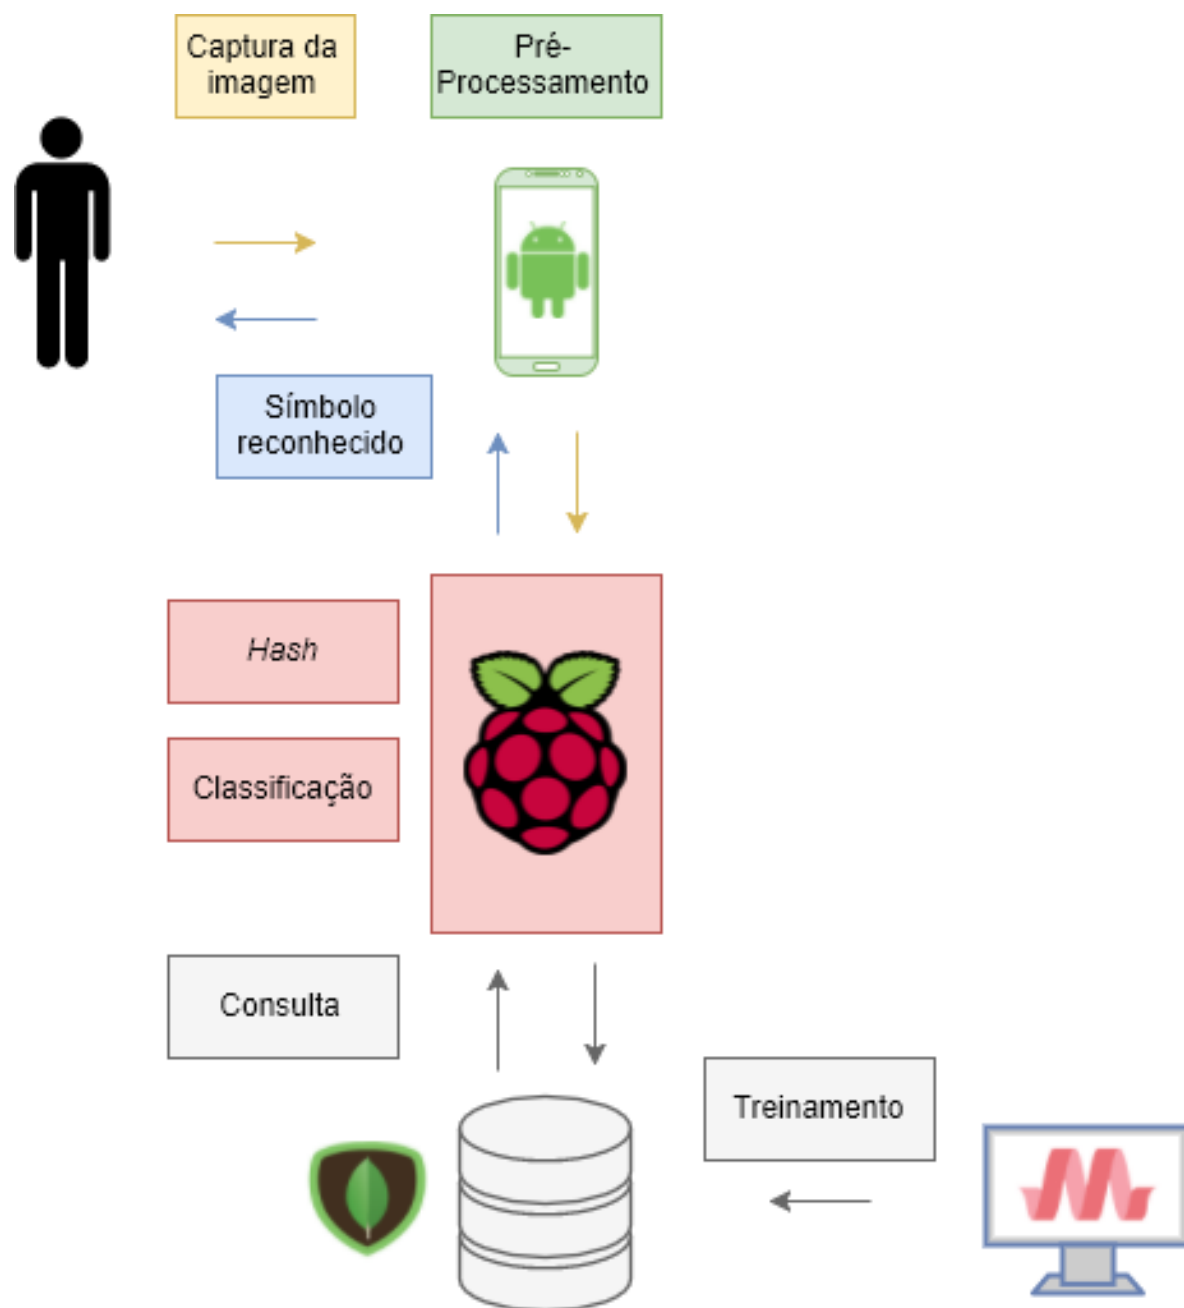 Captura da
imagem
Pré-
Processamento
Símbolo
reconhecido
Hash
Classificação
Consulta
Treinamento